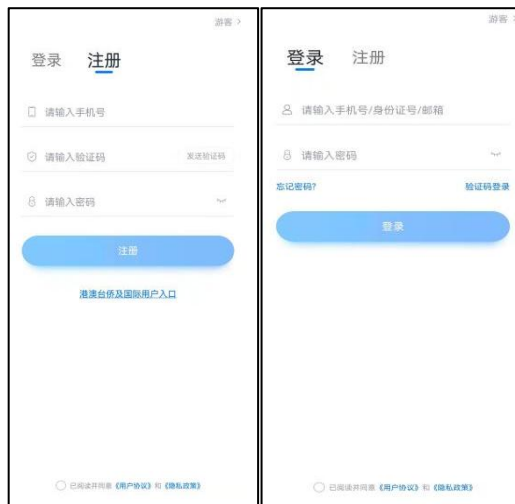 游客 >
登录 注册
请输入手机号
请输入验证码 发送验证码
请输入密码
注册
港澳台侨及国际用户入口
已阅读并同意《用户协议》和《隐私政策》
游客
登录 注册
请输入手机号/身份证号/邮箱
请输入密码
忘记密码? 验证码登录
登录
已阅读并同意《用户协议》和《隐私政策》